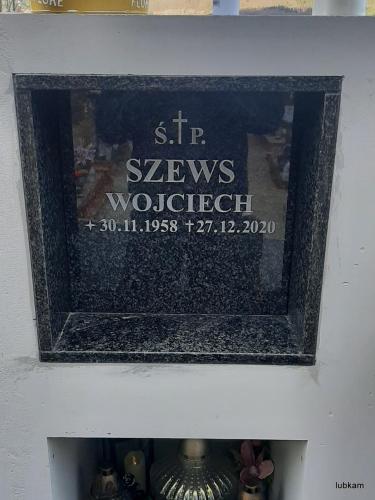 Ś.†P.
SZEWS
WOJCIECH
+ 30.11.1958 †27.12.2020
lubkam